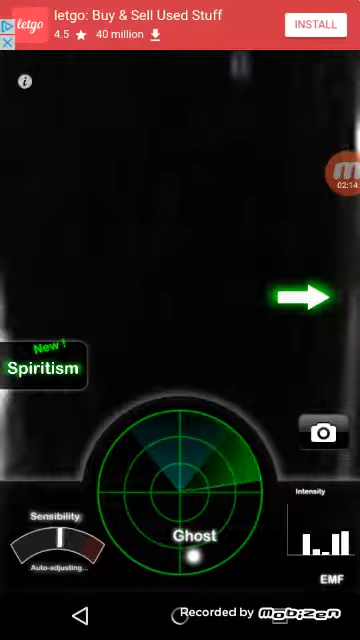 letgo
letgo: Buy & Sell Used Stuff
4.5 ★ 40 million
INSTALL
02:14
New !
Spiritism
Intensity
Sensibility
Ghost
Auto-adjusting...
EMF
Recorded by mobizen